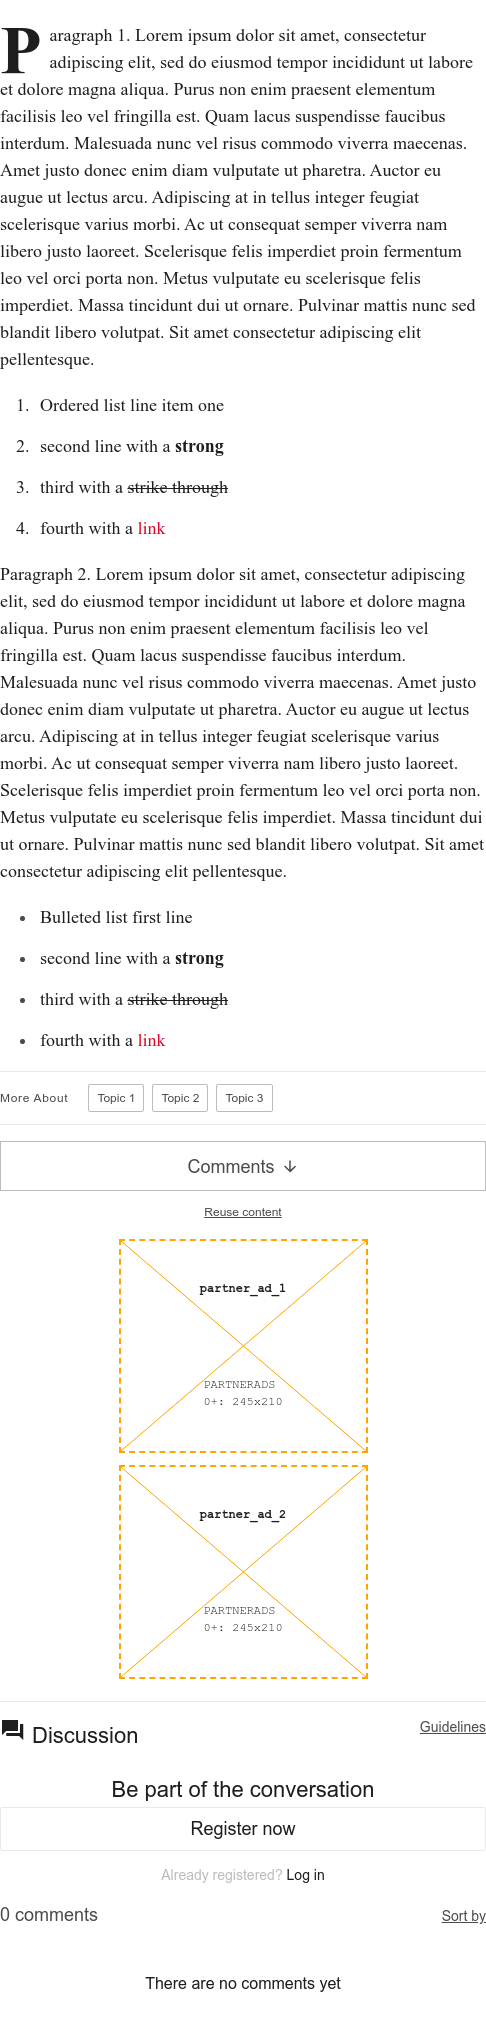 Paragraph 1. Lorem ipsum dolor sit amet, consectetur
adipiscing elit, sed do eiusmod tempor incididunt ut labore
et dolore magna aliqua. Purus non enim praesent elementum
facilisis leo vel fringilla est. Quam lacus suspendisse faucibus
interdum. Malesuada nunc vel risus commodo viverra maecenas.
Amet justo donec enim diam vulputate ut pharetra. Auctor eu
augue ut lectus arcu. Adipiscing at in tellus integer feugiat
scelerisque varius morbi. Ac ut consequat semper viverra nam
libero justo laoreet. Scelerisque felis imperdiet proin fermentum
leo vel orci porta non. Metus vulputate eu scelerisque felis
imperdiet. Massa tincidunt dui ut ornare. Pulvinar mattis nunc sed
blandit libero volutpat. Sit amet consectetur adipiscing elit
pellentesque.
1. Ordered list line item one
2. second line with a strong
3. third with a strike through
4. fourth with a link
Paragraph 2. Lorem ipsum dolor sit amet, consectetur adipiscing
elit, sed do eiusmod tempor incididunt ut labore et dolore magna
aliqua. Purus non enim praesent elementum facilisis leo vel
fringilla est. Quam lacus suspendisse faucibus interdum.
Malesuada nunc vel risus commodo viverra maecenas. Amet justo
donec enim diam vulputate ut pharetra. Auctor eu augue ut lectus
arcu. Adipiscing at in tellus integer feugiat scelerisque varius
morbi. Ac ut consequat semper viverra nam libero justo laoreet.
Scelerisque felis imperdiet proin fermentum leo vel orci porta non.
Metus vulputate eu scelerisque felis imperdiet. Massa tincidunt dui
ut ornare. Pulvinar mattis nunc sed blandit libero volutpat. Sit amet
consectetur adipiscing elit pellentesque.
• Bulleted list first line
• second line with a strong
• third with a strike through
• fourth with a link
More About Topic 1 Topic 2 Topic 3
Comments ↓
Reuse content
partner_ad_1
PARTNERADS
0+: 245x210
partner_ad_2
PARTNERADS
0+: 245x210
Discussion Guidelines
Be part of the conversation
Register now
Already registered? Log in
0 comments Sort by
There are no comments yet